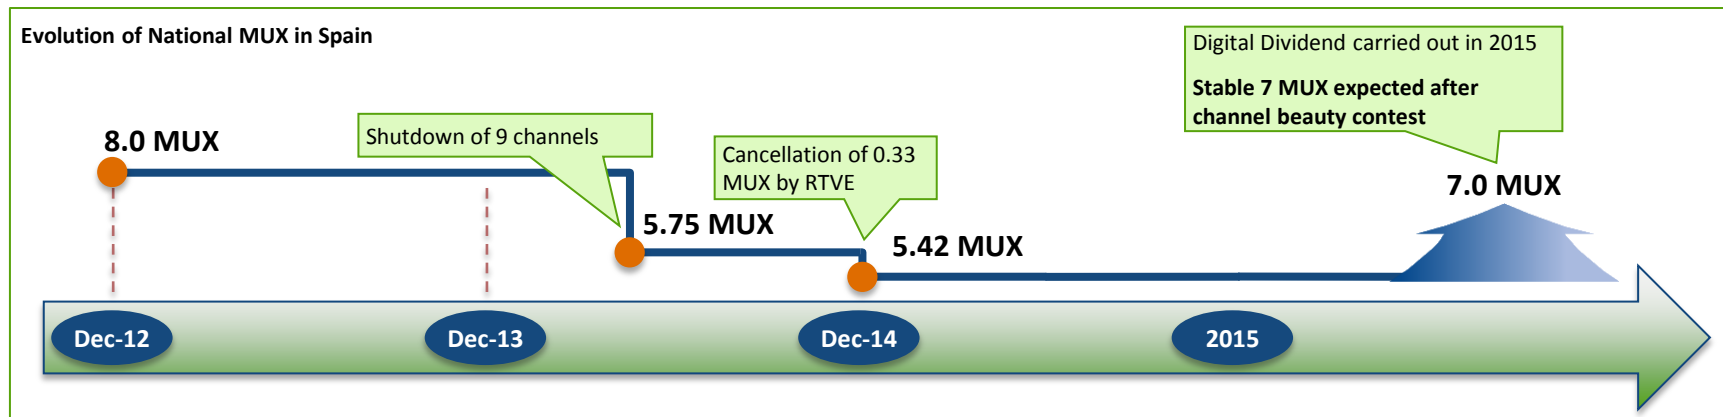 Evolution of National MUX in Spain
Digital Dividend carried out in 2015
Stable 7 MUX expected after
channel beauty contest
8.0 MUX
Shutdown of 9 channels
Cancellation of 0.33
MUX by RTVE
7.0 MUX
5.75 MUX
5.42 MUX
Dec-12
Dec-13
Dec-14
2015